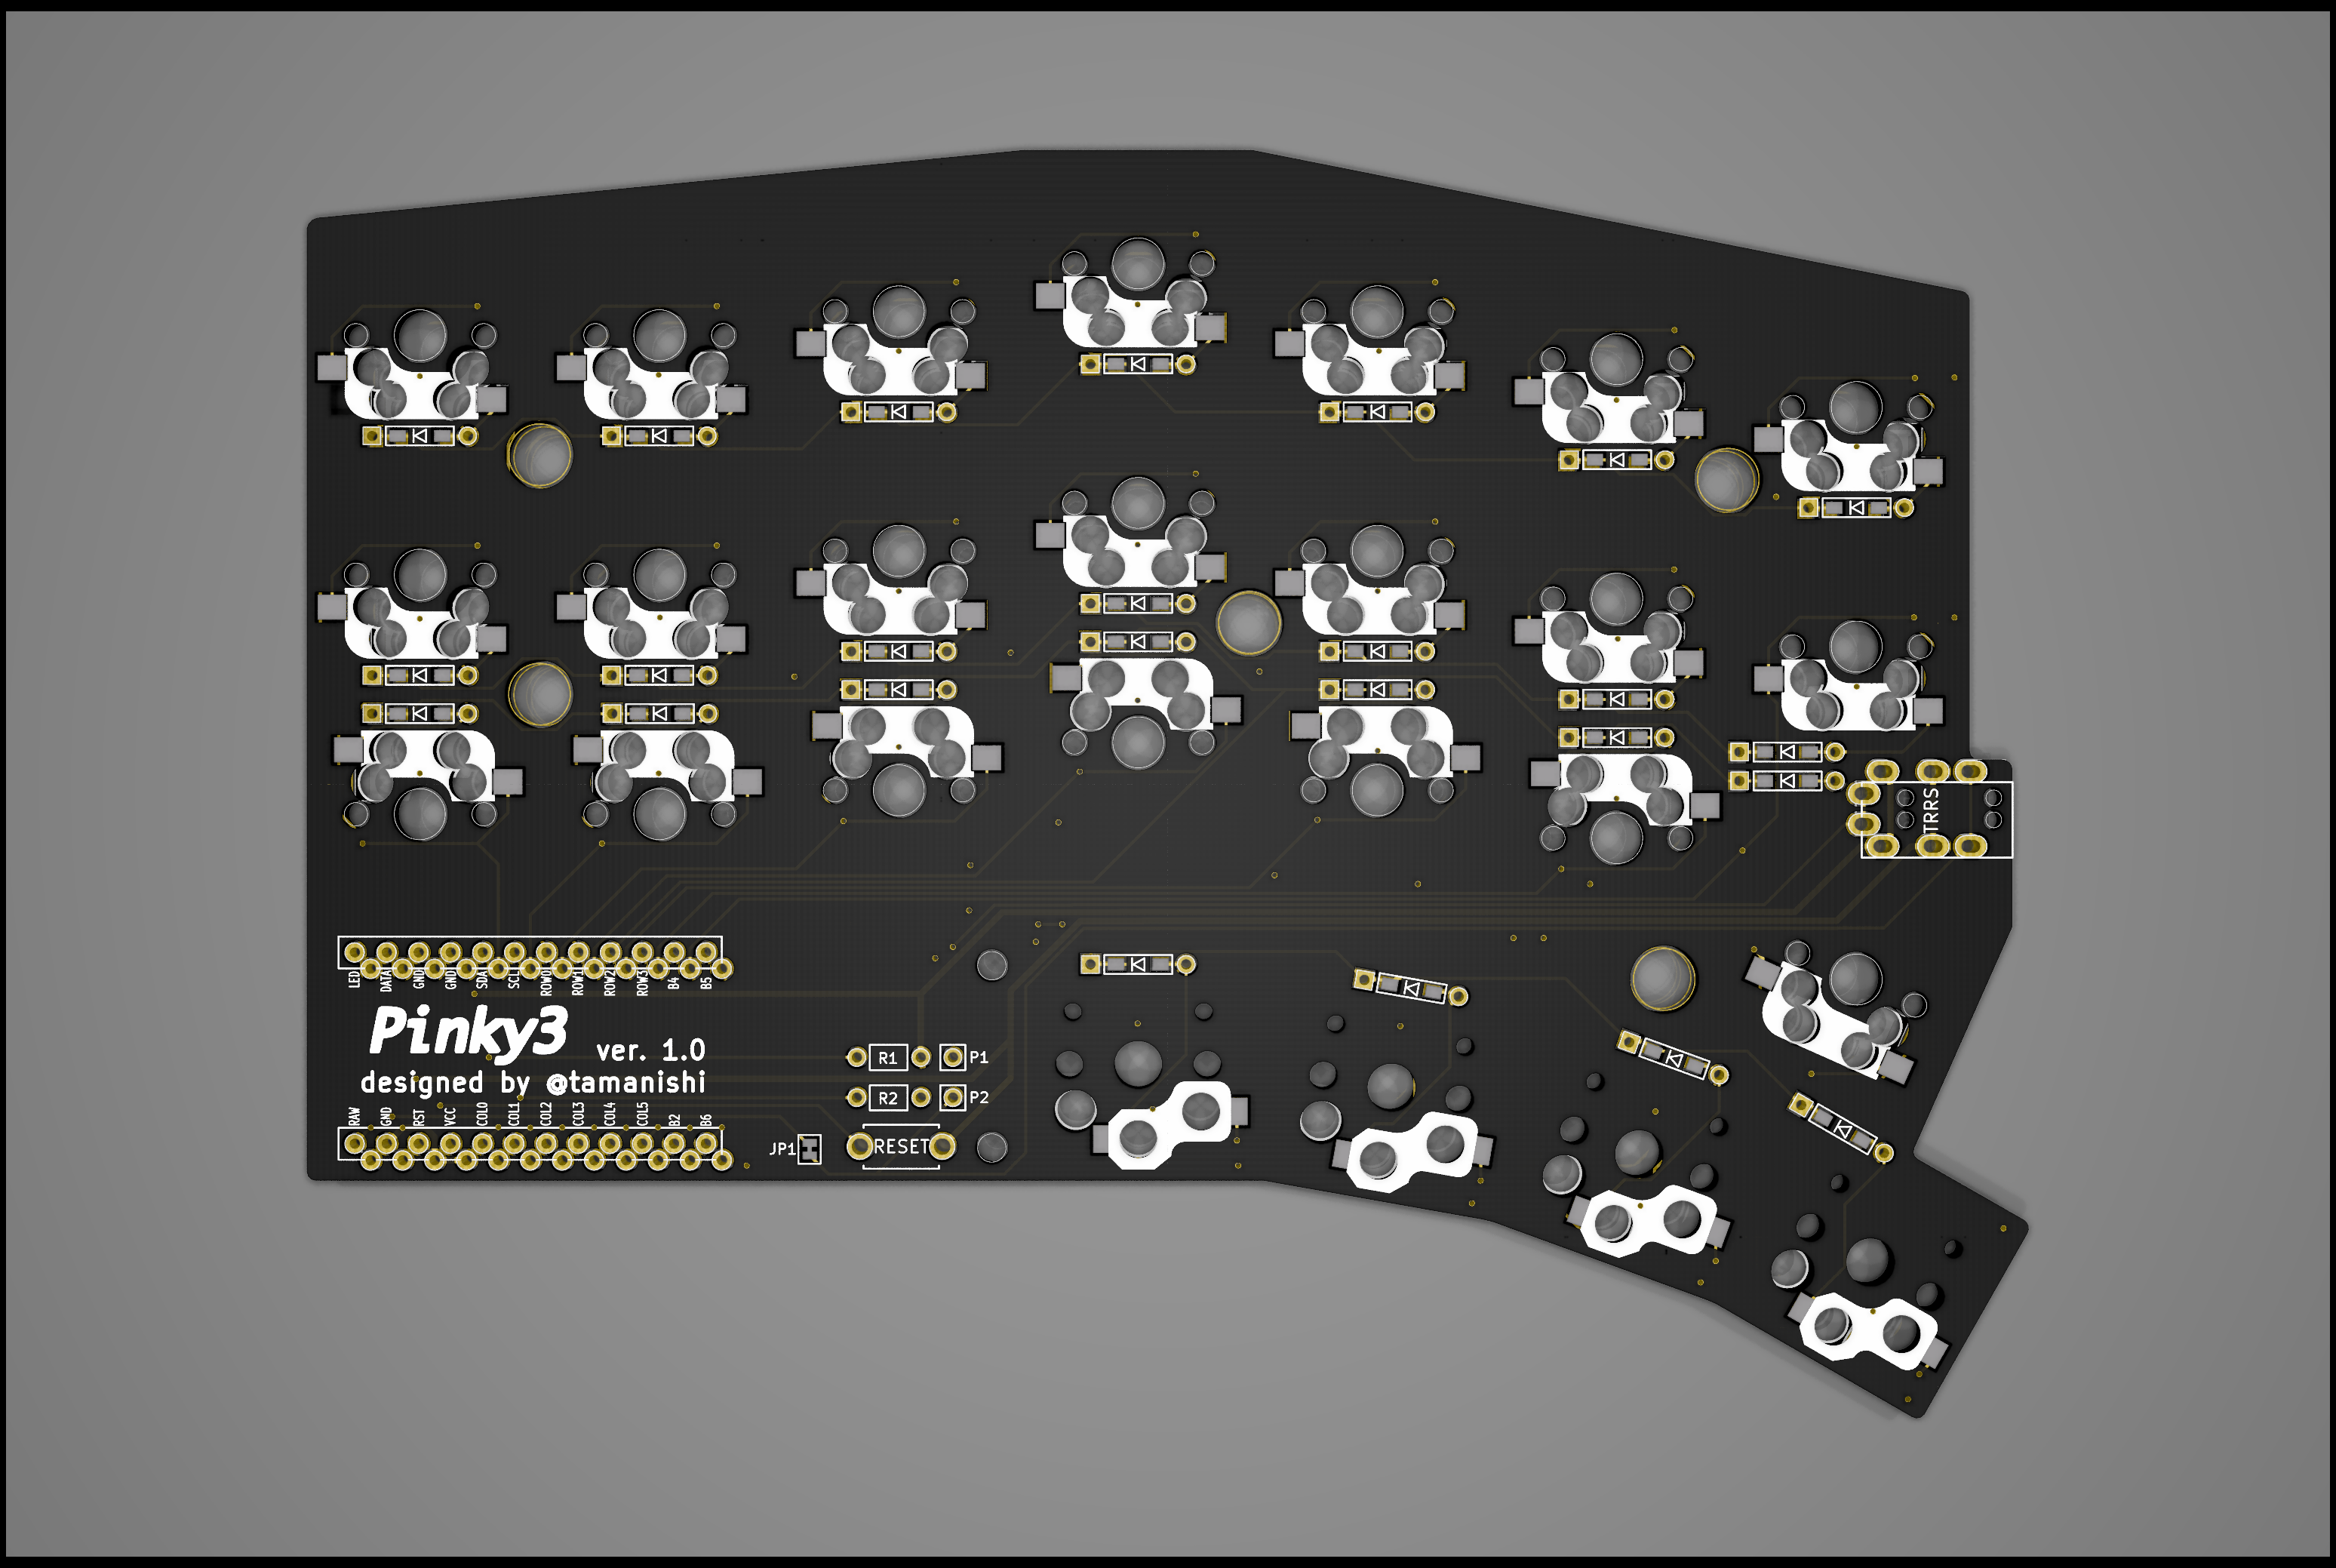 TRRS
LED DATA GND GND SDA SCL ROW0 ROW1 ROW2 ROW3 B4 B5
Pinky3 ver. 1.0
designed by @tamanishi
RAW GND RST VCC COL0 COL1 COL2 COL3 COL4 COL5 B2 B6
R1 P1
R2 P2
JP1 RESET